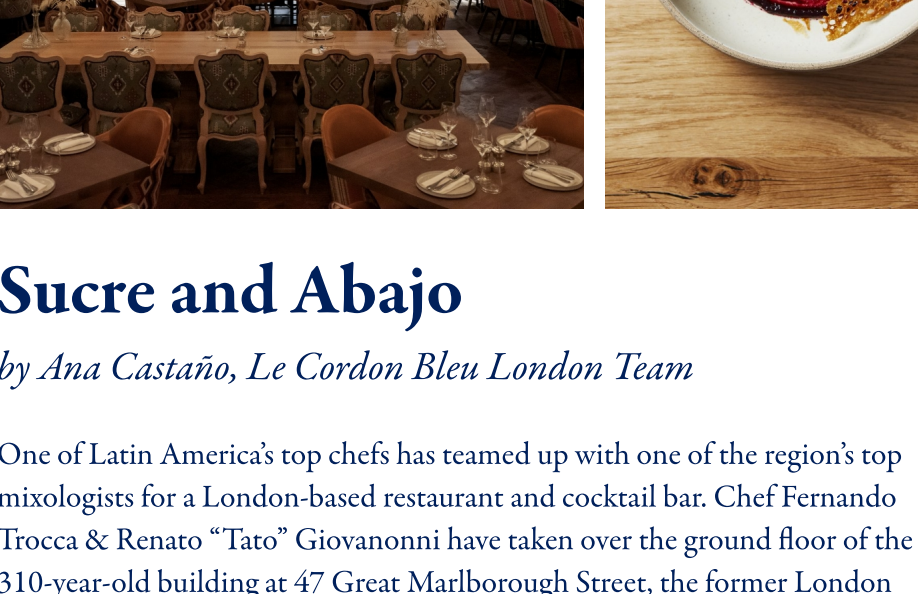 Sucre and Abajo
by Ana Castaño, Le Cordon Bleu London Team
One of Latin America’s top chefs has teamed up with one of the region’s top
mixologists for a London-based restaurant and cocktail bar. Chef Fernando
Trocca & Renato “Tato” Giovanonni have taken over the ground floor of the
310-year-old building at 47 Great Marlborough Street, the former London